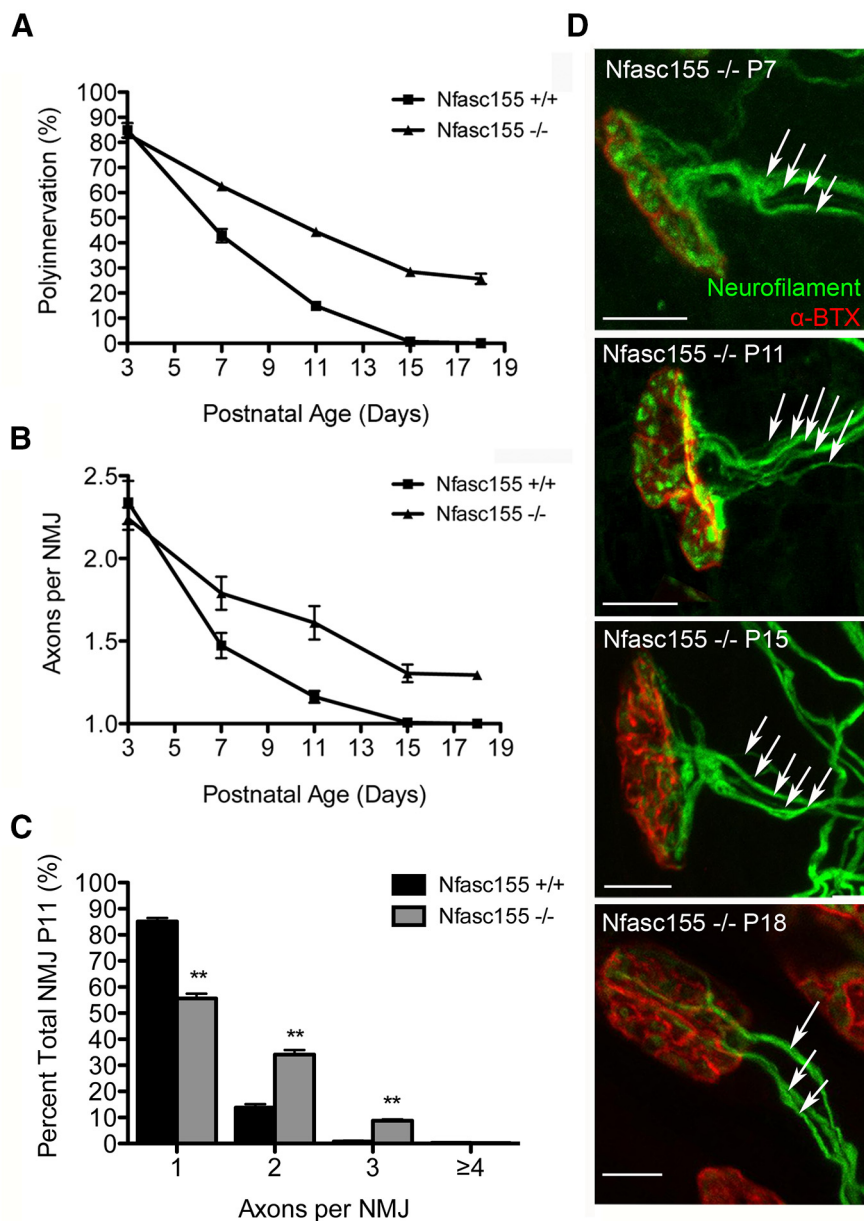 A
100
90
80
70
60
50
40
30
20
10
0
Polyinnervation (%)
3 5 7 9 11 13 15 17 19
Postnatal Age (Days)
Nfasc155 +/+
Nfasc155 -/-
B
2.5
2.0
1.5
1.0
Axons per NMJ
3 5 7 9 11 13 15 17 19
Postnatal Age (Days)
Nfasc155 +/+
Nfasc155 -/-
C
100
90
80
70
60
50
40
30
20
10
0
Percent Total NMJ P11 (%)
Nfasc155 +/+
Nfasc155 -/-
**
**
**
1 2 3 ≥4
Axons per NMJ
D
Nfasc155 -/- P7
Neurofilament
α-BTX
Nfasc155 -/- P11
Nfasc155 -/- P15
Nfasc155 -/- P18